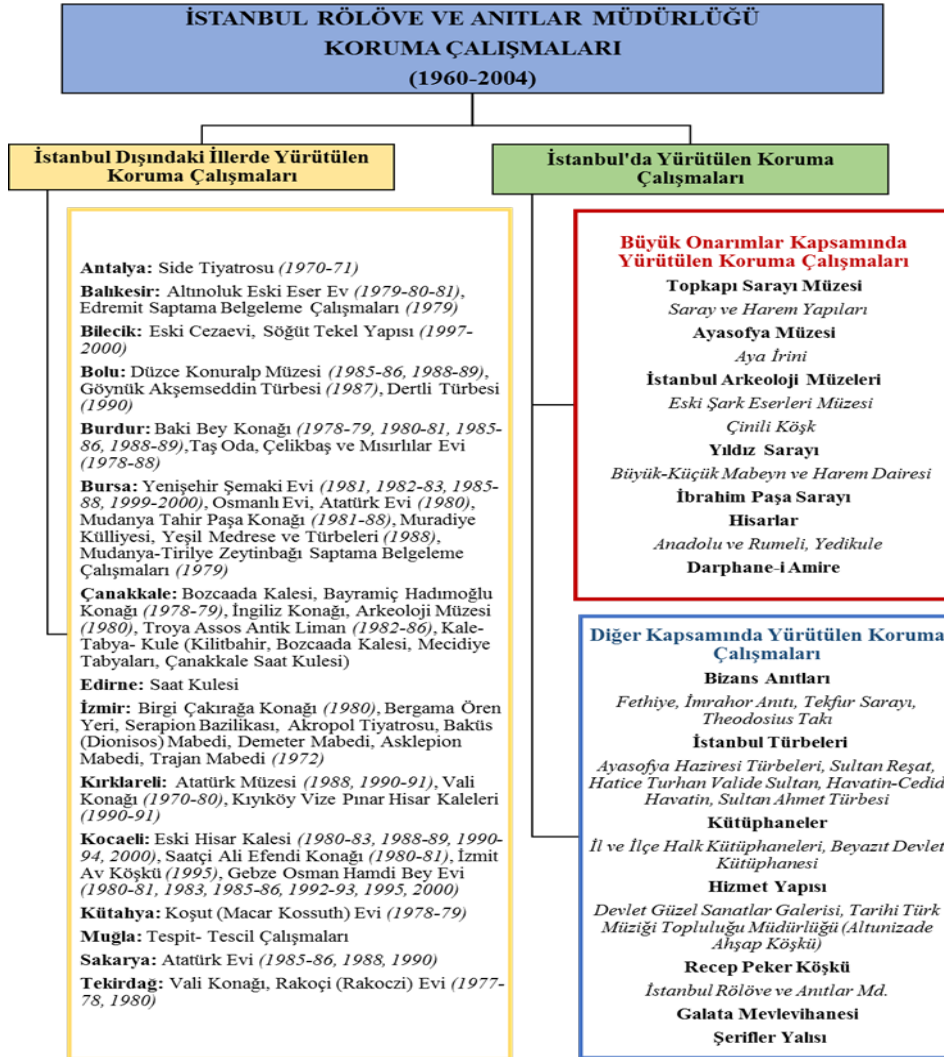 İSTANBUL RÖLÖVE VE ANITLAR MÜDÜRLÜĞÜ
KORUMA ÇALIŞMALARI
(1960-2004)
İstanbul Dışındaki İllerde Yürütülen
Koruma Çalışmaları
Antalya: Side Tiyatrosu (1970-71)
Balıkesir: Altınoluk Eski Eser Ev (1979-80-81),
Edremit Saptama Belgeleme Çalışmaları (1979)
Bilecik: Eski Cezaevi, Söğüt Tekel Yapısı (1997-
2000)
Bolu: Düzce Konuralp Müzesi (1985-86, 1988-89),
Göynük Akşemseddin Türbesi (1987), Dertli Türbesi
(1990)
Burdur: Baki Bey Konağı (1978-79, 1980-81, 1985-
86, 1988-89),Taş Oda, Çelikbaş ve Mısırlılar Evi
(1978-88)
Bursa: Yenişehir Şemaki Evi (1981, 1982-83, 1985-
88, 1999-2000), Osmanlı Evi, Atatürk Evi (1980),
Mudanya Tahir Paşa Konağı (1981-88), Muradiye
Külliyesi, Yeşil Medrese ve Türbeleri (1988),
Mudanya-Tirilye Zeytinbağı Saptama Belgeleme
Çalışmaları (1979)
Çanakkale: Bozcaada Kalesi, Bayramiç Hadımoğlu
Konağı (1978-79), İngiliz Konağı, Arkeoloji Müzesi
(1980), Troya Assos Antik Liman (1982-86), Kale-
Tabya- Kule (Kilitbahir, Bozcaada Kalesi, Mecidiye
Tabyaları, Çanakkale Saat Kulesi)
Edirne: Saat Kulesi
İzmir: Birgi Çakırağa Konağı (1980), Bergama Ören
Yeri, Serapion Bazilikası, Akropol Tiyatrosu, Baküs
(Dionisos) Mabedi, Demeter Mabedi, Asklepion
Mabedi, Trajan Mabedi (1972)
Kırklareli: Atatürk Müzesi (1988, 1990-91), Vali
Konağı (1970-80), Kıyıköy Vize Pınar Hisar Kaleleri
(1990-91)
Kocaeli: Eski Hisar Kalesi (1980-83, 1988-89, 1990-
94, 2000), Saatçi Ali Efendi Konağı (1980-81), İzmit
Av Köşkü (1995), Gebze Osman Hamdi Bey Evi
(1980-81, 1983, 1985-86, 1992-93, 1995, 2000)
Kütahya: Koşut (Macar Kossuth) Evi (1978-79)
Muğla: Tespit- Tescil Çalışmaları
Sakarya: Atatürk Evi (1985-86, 1988, 1990)
Tekirdağ: Vali Konağı, Rakoçi (Rakoczi) Evi (1977-
78, 1980)
İstanbul'da Yürütülen Koruma
Çalışmaları
Büyük Onarımlar Kapsamında
Yürütülen Koruma Çalışmaları
Topkapı Sarayı Müzesi
Saray ve Harem Yapıları
Ayasofya Müzesi
Aya İrini
İstanbul Arkeoloji Müzeleri
Eski Şark Eserleri Müzesi
Çinili Köşk
Yıldız Sarayı
Büyük-Küçük Mabeyn ve Harem Dairesi
İbrahim Paşa Sarayı
Hisarlar
Anadolu ve Rumeli, Yedikule
Darphane-i Amire
Diğer Kapsamında Yürütülen Koruma
Çalışmaları
Bizans Anıtları
Fethiye, İmrahor Anıtı, Tekfur Sarayı,
Theodosius Takı
İstanbul Türbeleri
Ayasofya Haziresi Türbeleri, Sultan Reşat,
Hatice Turhan Valide Sultan, Havatin-Cedid
Havatin, Sultan Ahmet Türbesi
Kütüphaneler
İl ve İlçe Halk Kütüphaneleri, Beyazıt Devlet
Kütüphanesi
Hizmet Yapısı
Devlet Güzel Sanatlar Galerisi, Tarihi Türk
Müziği Topluluğu Müdürlüğü (Altunizade
Ahşap Köşkü)
Recep Peker Köşkü
İstanbul Rölöve ve Anıtlar Md.
Galata Mevlevihanesi
Şerifler Yalısı